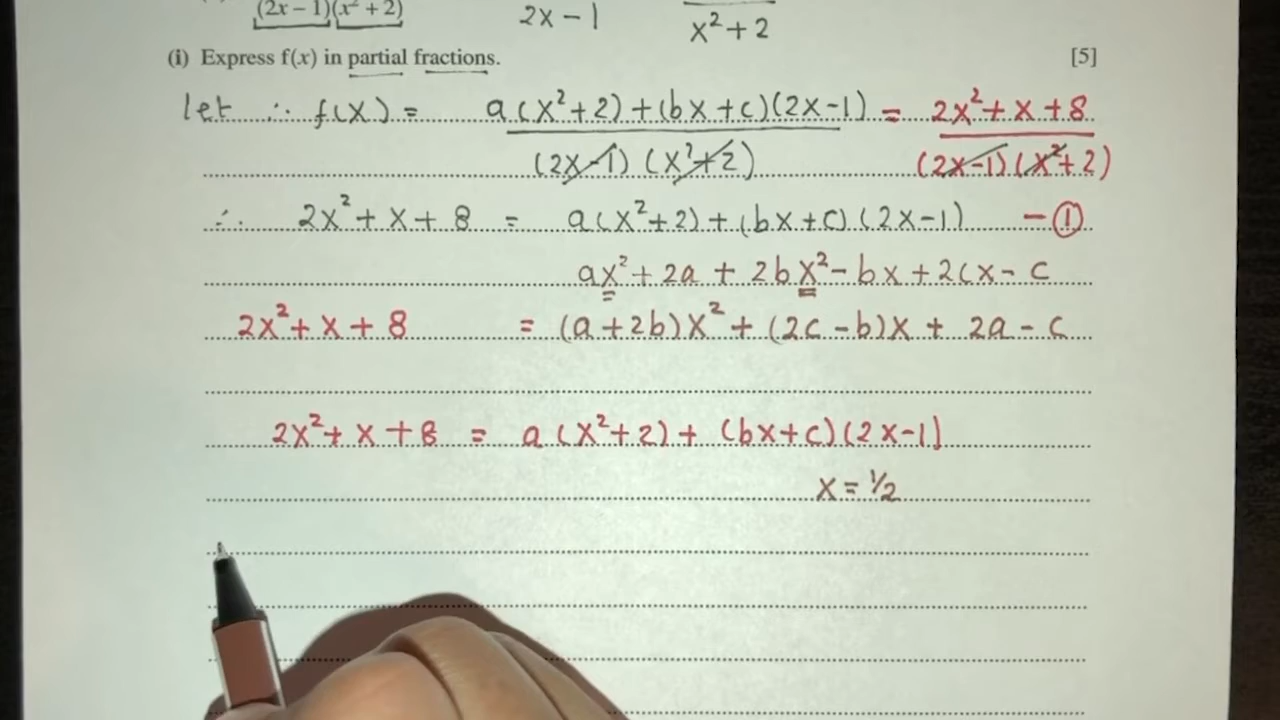 (2x – 1)(x² + 2) 2x – 1 x² + 2
(i) Express f(x) in partial fractions. [5]
let ∴ f(x) = a(x²+2) + (bx+c)(2x-1) = 2x² + x + 8
(2x-1) (x²+2) (2x-1)(x²+2)
∴ 2x² + x + 8 = a(x²+2) + (bx+c)(2x-1) - ①
ax² + 2a + 2bx² - bx + 2cx - c
2x² + x + 8 = (a+2b)x² + (2c-b)x + 2a - c
2x² + x + 8 = a(x²+2) + (bx+c)(2x-1)
x = ½